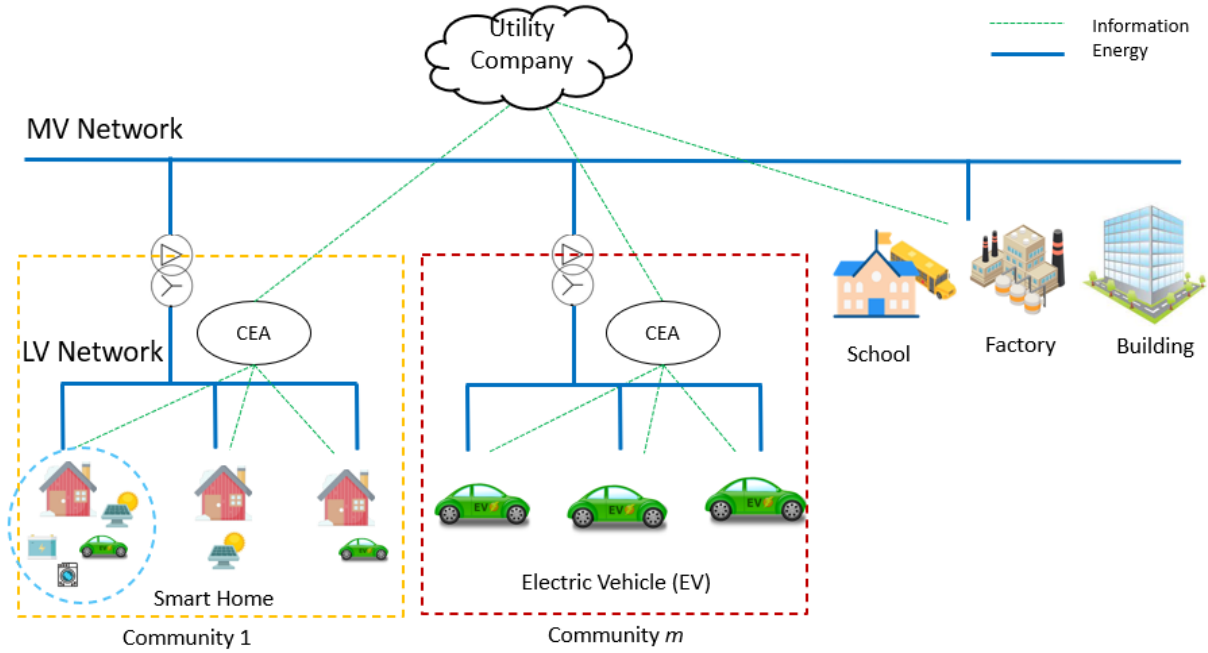 Utility
Company
Information
Energy
MV Network
CEA
CEA
LV Network
School
Factory
Building
EV
EV
EV
EV
EV
Smart Home
Electric Vehicle (EV)
Community 1
Community m